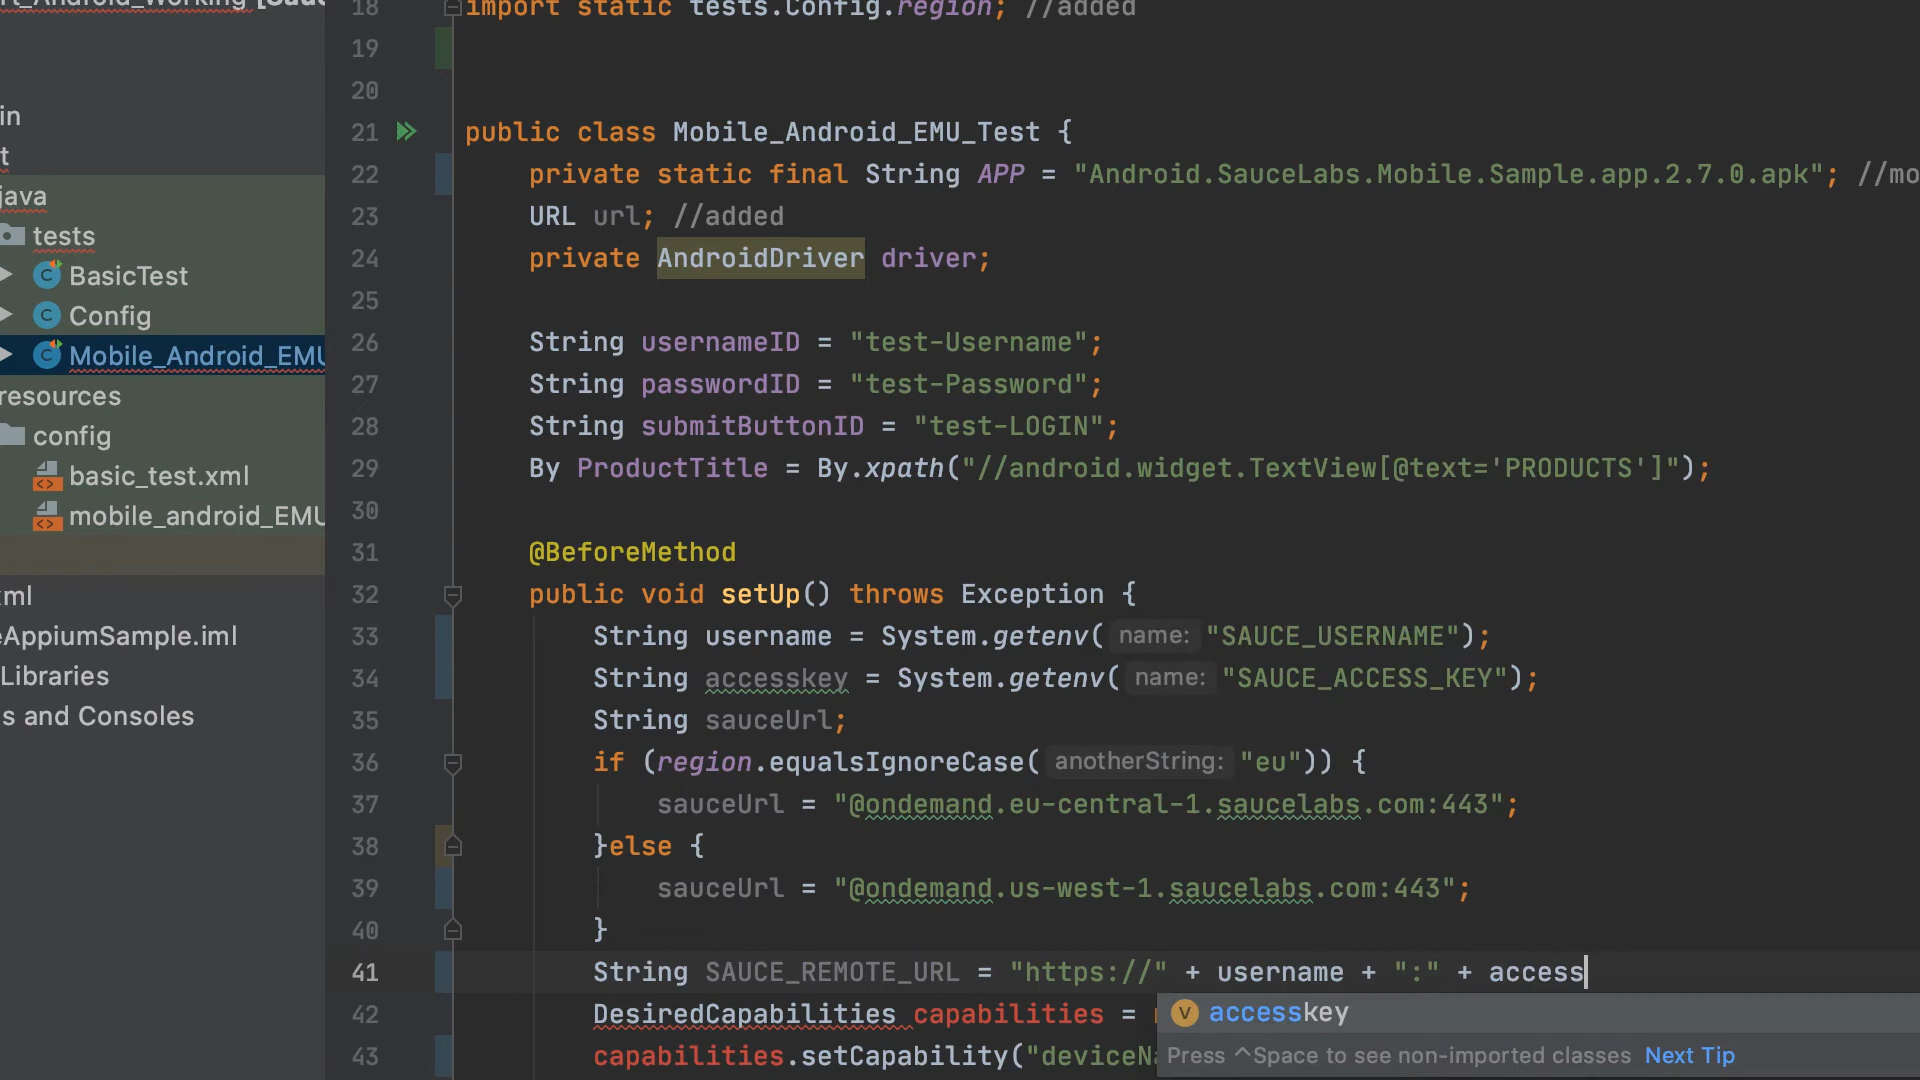 in
t
java
tests
BasicTest
Config
Mobile_Android_EMU
resources
config
basic_test.xml
mobile_android_EMU
xml
eAppiumSample.iml
Libraries
s and Consoles
18 import static tests.Config.region; //added
19
20
21 public class Mobile_Android_EMU_Test {
22 private static final String APP = "Android.SauceLabs.Mobile.Sample.app.2.7.0.apk"; //mo
23 URL url; //added
24 private AndroidDriver driver;
25
26 String usernameID = "test-Username";
27 String passwordID = "test-Password";
28 String submitButtonID = "test-LOGIN";
29 By ProductTitle = By.xpath("//android.widget.TextView[@text='PRODUCTS']");
30
31 @BeforeMethod
32 public void setUp() throws Exception {
33 String username = System.getenv( name: "SAUCE_USERNAME");
34 String accesskey = System.getenv( name: "SAUCE_ACCESS_KEY");
35 String sauceUrl;
36 if (region.equalsIgnoreCase( anotherString: "eu")) {
37 sauceUrl = "@ondemand.eu-central-1.saucelabs.com:443";
38 }else {
39 sauceUrl = "@ondemand.us-west-1.saucelabs.com:443";
40 }
41 String SAUCE_REMOTE_URL = "https://" + username + ":" + access
42 DesiredCapabilities capabilities =
accesskey
43 capabilities.setCapability("deviceNa
Press ^Space to see non-imported classes Next Tip